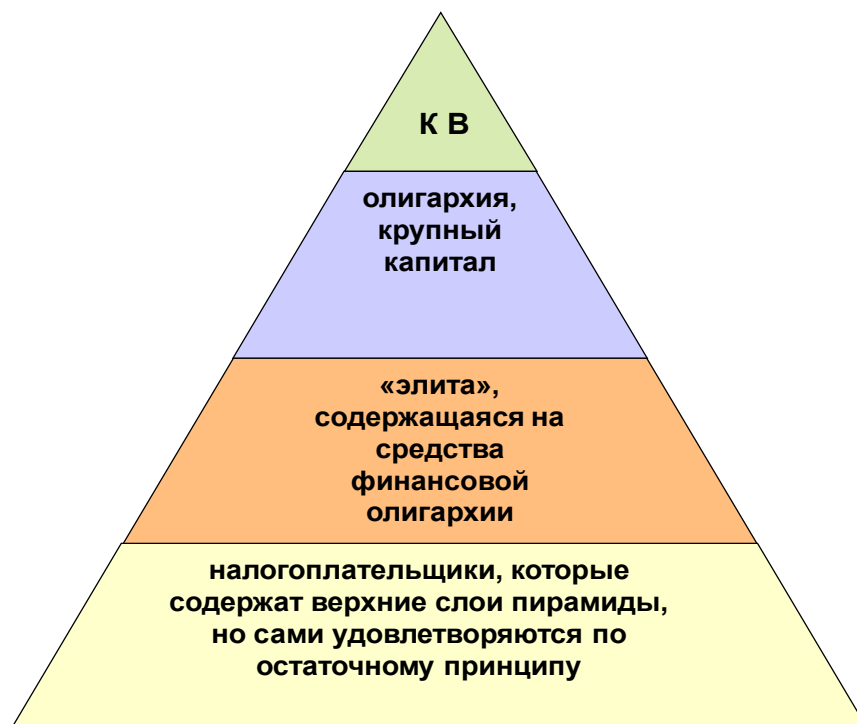 К В
олигархия,
крупный
капитал
«элита»,
содержащаяся на
средства
финансовой
олигархии
налогоплательщики, которые
содержат верхние слои пирамиды,
но сами удовлетворяются по
остаточному принципу